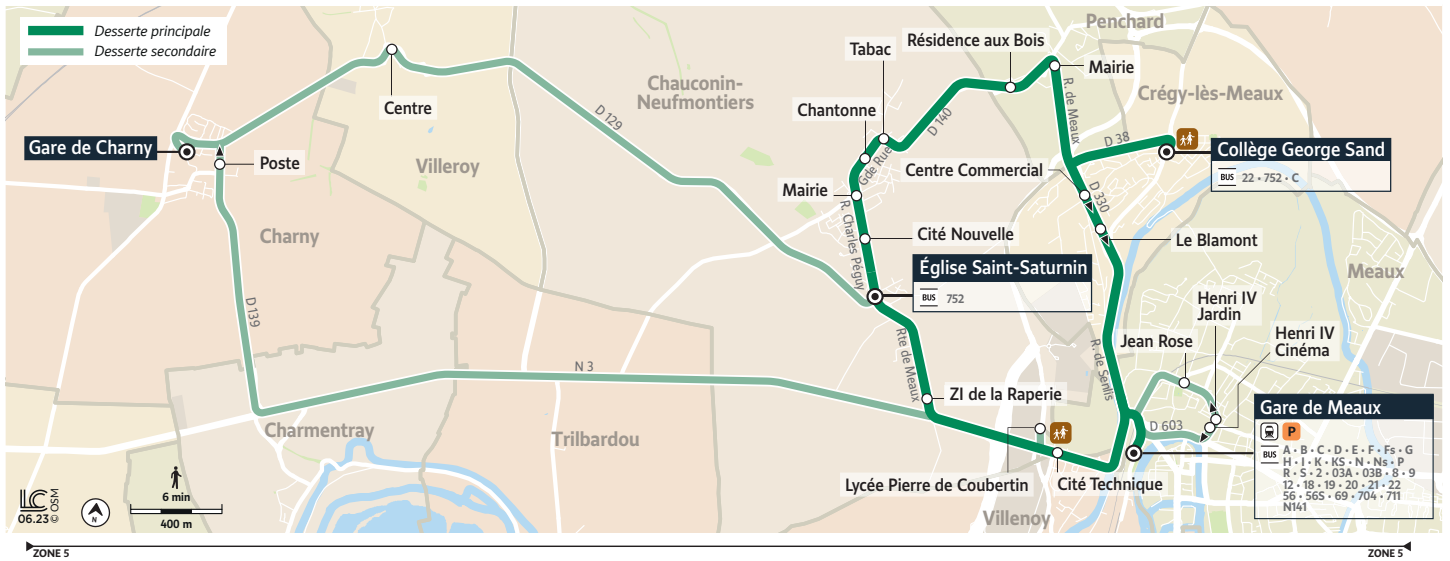 Desserte principale
Desserte secondaire
Penchard
Tabac
Résidence aux Bois
Mairie
Centre
Chauconin-
Neufmontiers
Crégy-lès-Meaux
R. de Meaux
Chantonne
D 140
D 129
D 38
Gare de Charny
Poste
Villeroy
Gde Rue
Centre Commercial
Collège George Sand
BUS 22 • 752 • C
Mairie
D 330
R. Charles Péguy
Charny
Cité Nouvelle
Le Blamont
Église Saint-Saturnin
BUS 752
Meaux
D139
Henri IV
Jardin
Henri IV
Cinéma
Jean Rose
Rte de Meaux
R. de Senlis
N 3
ZI de la Raperie
Gare de Meaux
P
BUS A • B • C • D • E • F • Fs • G
H • I • K • KS • N • Ns • P
R • S • 2 • 03A • 03B • 8 • 9
12 • 18 • 19 • 20 • 21 • 22
56 • 56S • 69 • 704 • 711
N141
D 603
Charmentray
Trilbardou
Lycée Pierre de Coubertin
Cité Technique
Villenoy
LC
06.23
© OSM
N
6 min
400 m
ZONE 5
ZONE 5